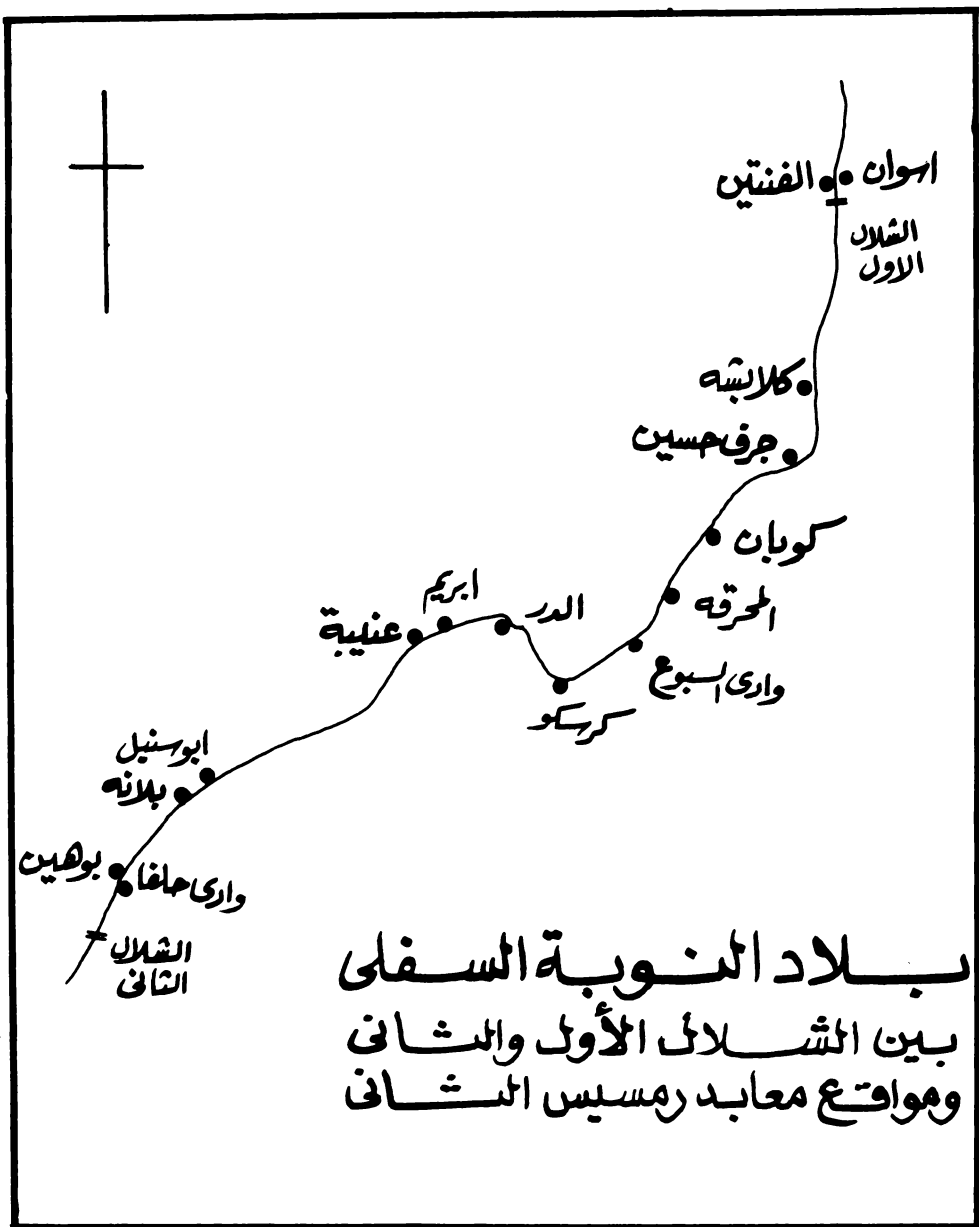 اسوان
الفنتين
الشلال
الاول
كلابشه
جرف حسين
كوبان
المحرقه
وادى السبوع
كرسكو
الدر
ابريم
عنيبة
ابوسنبل
بلانه
بوهين
وادى حلفا
الشلال
الثانى
بلاد النوبة السفلى
بين الشلال الأول والثانى
ومواقع معابد رمسيس الثانى